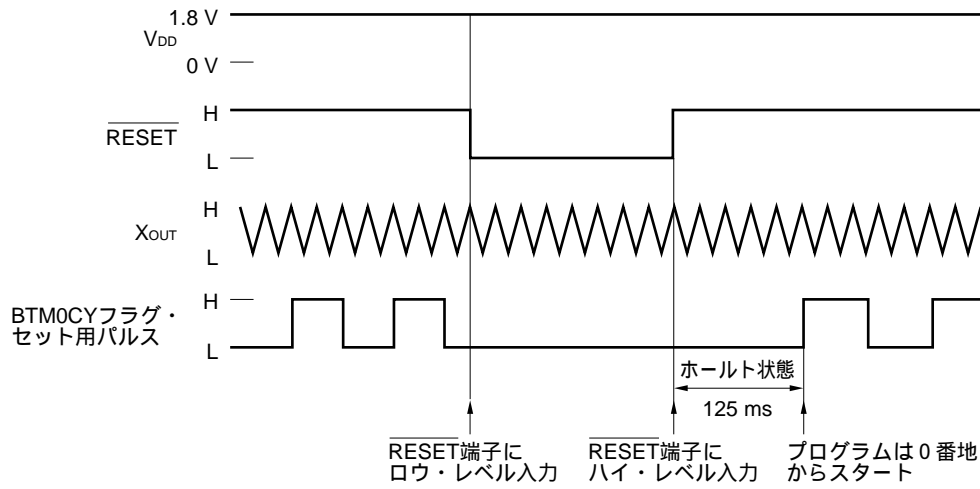 1.8 V
VDD
0 V
H
RESET
L
H
XOUT
L
H
BTM0CYフラグ・
セット用パルス
L
ホールト状態
125 ms
RESET端子に
ロウ・レベル入力
RESET端子に
ハイ・レベル入力
プログラムは 0 番地
からスタート